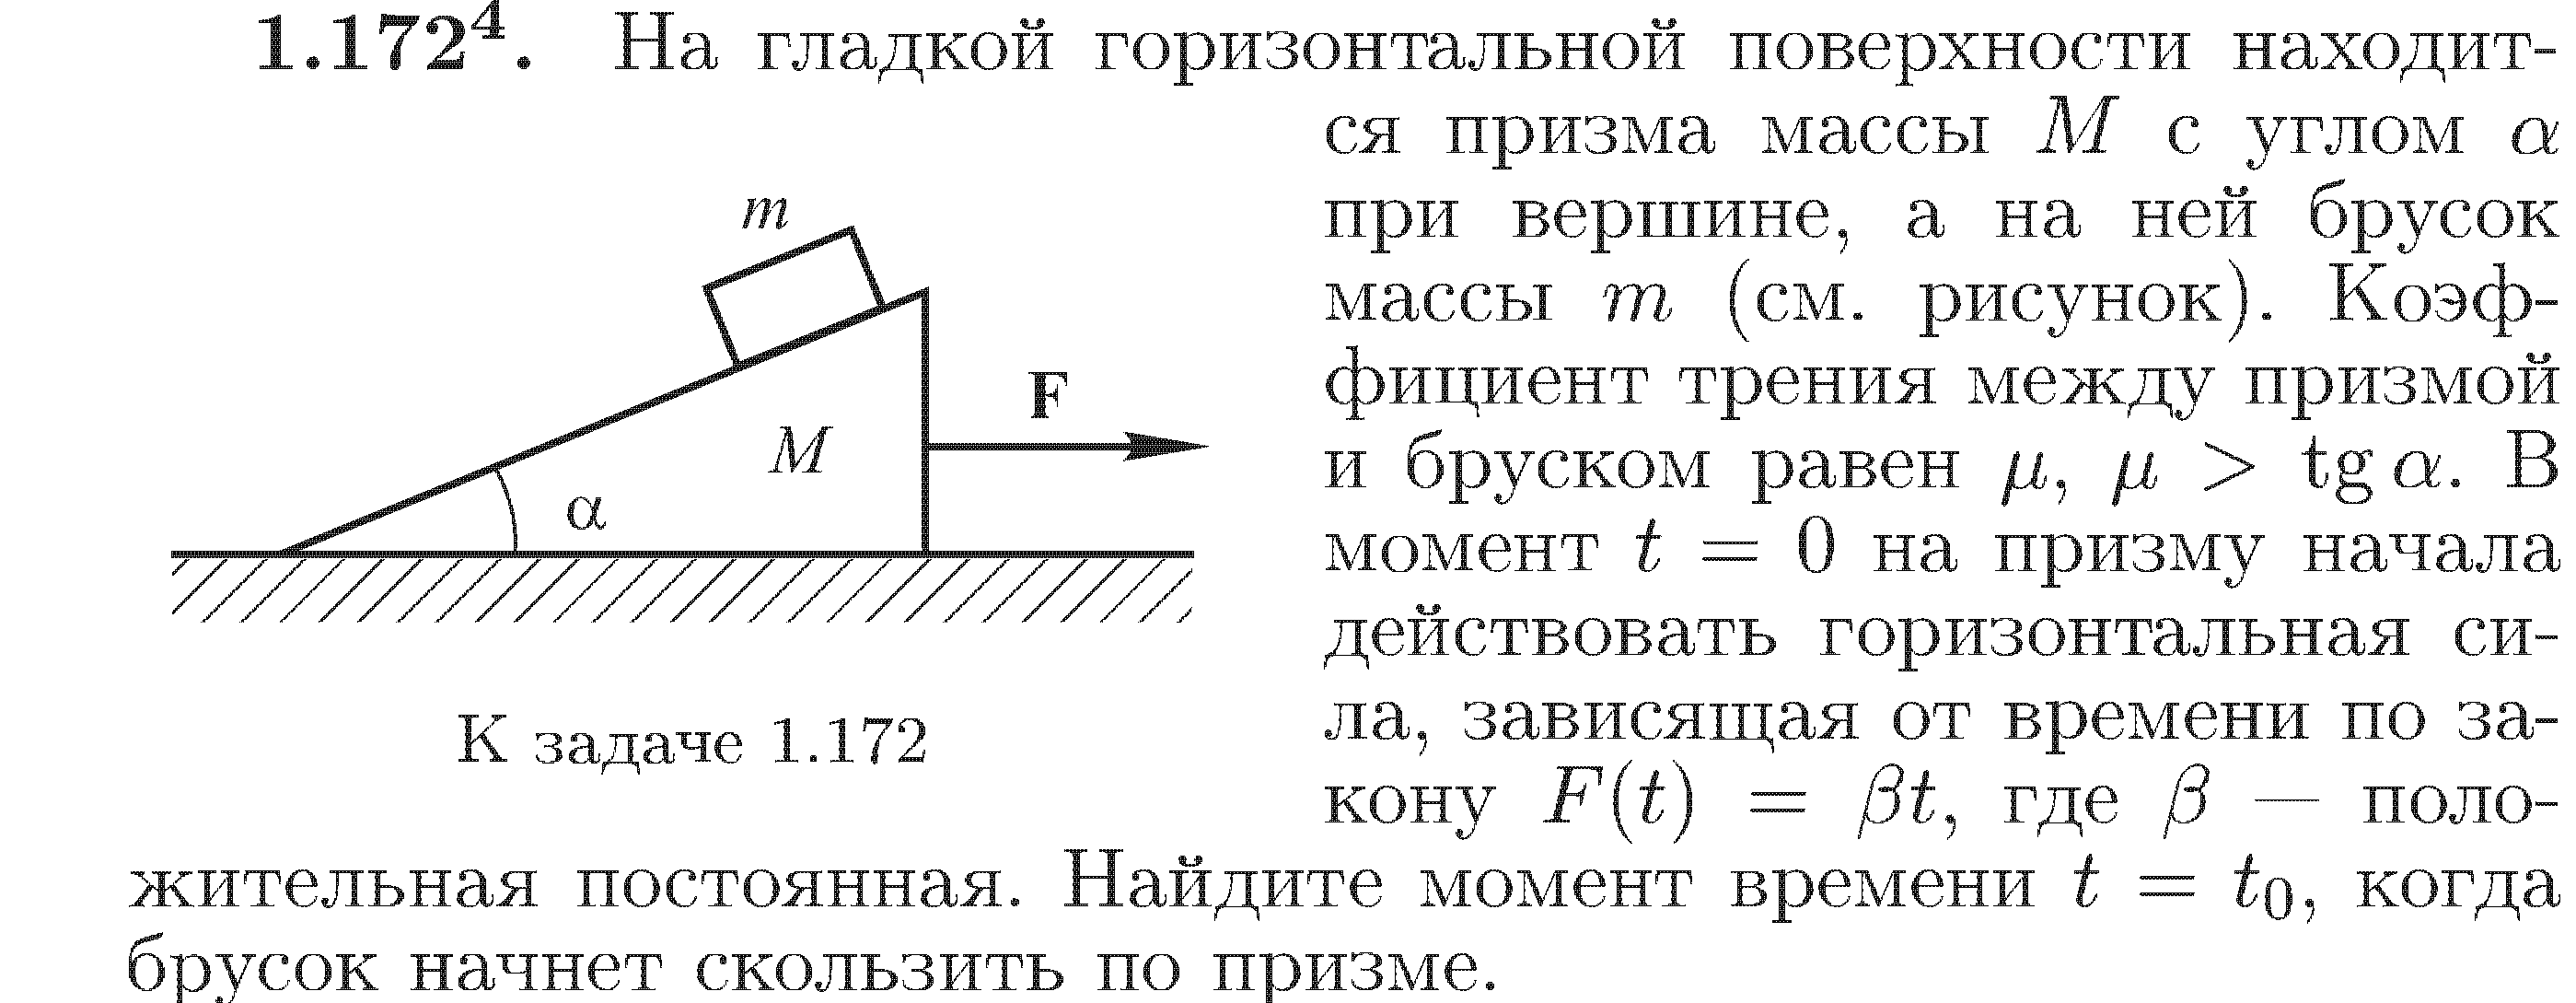 1.172⁴. На гладкой горизонтальной поверхности находит-
ся призма массы M с углом α
при вершине, а на ней брусок
массы m (см. рисунок). Коэф-
фициент трения между призмой
и бруском равен μ, μ > tg α. В
момент t = 0 на призму начала
действовать горизонтальная си-
ла, зависящая от времени по за-
кону F(t) = βt, где β — поло-
жительная постоянная. Найдите момент времени t = t₀, когда
брусок начнет скользить по призме.
m
F
M
α
К задаче 1.172